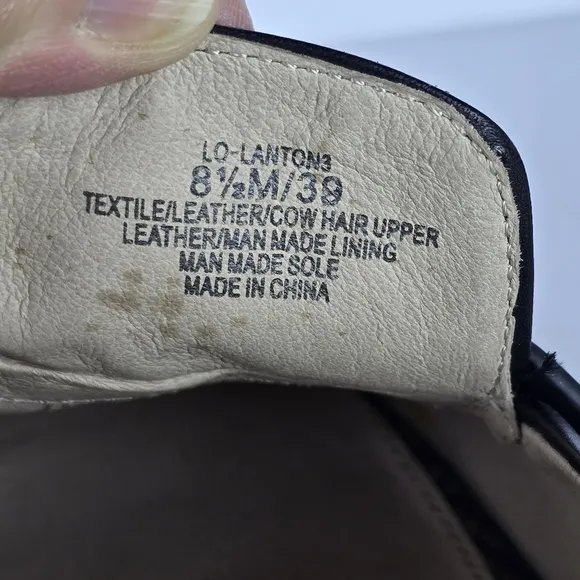 LO-LANTON3
8½M/39
TEXTILE/LEATHER/COW HAIR UPPER
LEATHER/MAN MADE LINING
MAN MADE SOLE
MADE IN CHINA